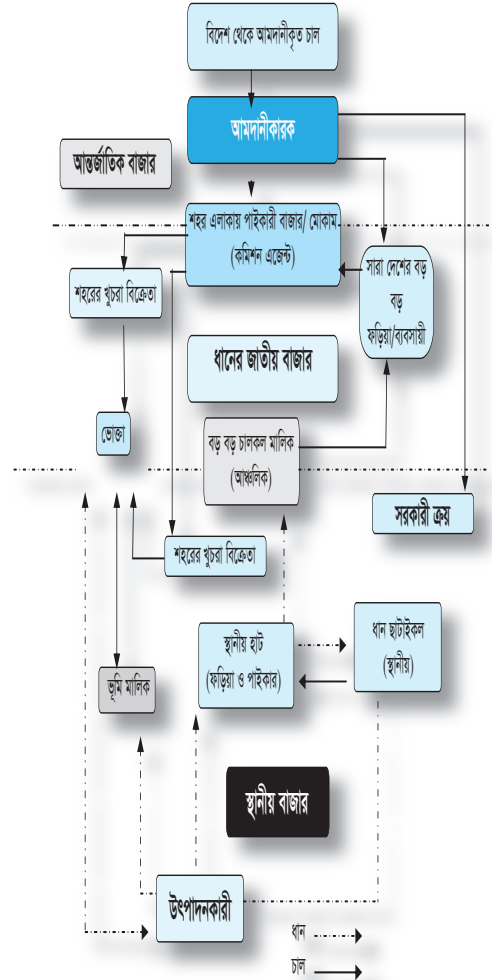 বিদেশ থেকে আমদানীকৃত চাল
আমদানীকারক
আন্তর্জাতিক বাজার
শহর এলাকায় পাইকারী বাজার/ মোকাম
(কমিশন এজেন্ট)
সারা দেশের বড়
বড়
ফড়িয়া/ব্যবসায়ী
শহরের খুচরা বিক্রেতা
ধানের জাতীয় বাজার
ভোক্তা
বড় বড় চালকল মালিক
(আঞ্চলিক)
সরকারী ক্রয়
শহরের খুচরা বিক্রেতা
স্থানীয় হাট
(ফড়িয়া ও পাইকার)
ধান ছাটাইকল
(স্থানীয়)
ভূমি মালিক
স্থানীয় বাজার
উৎপাদনকারী
ধান
চাল